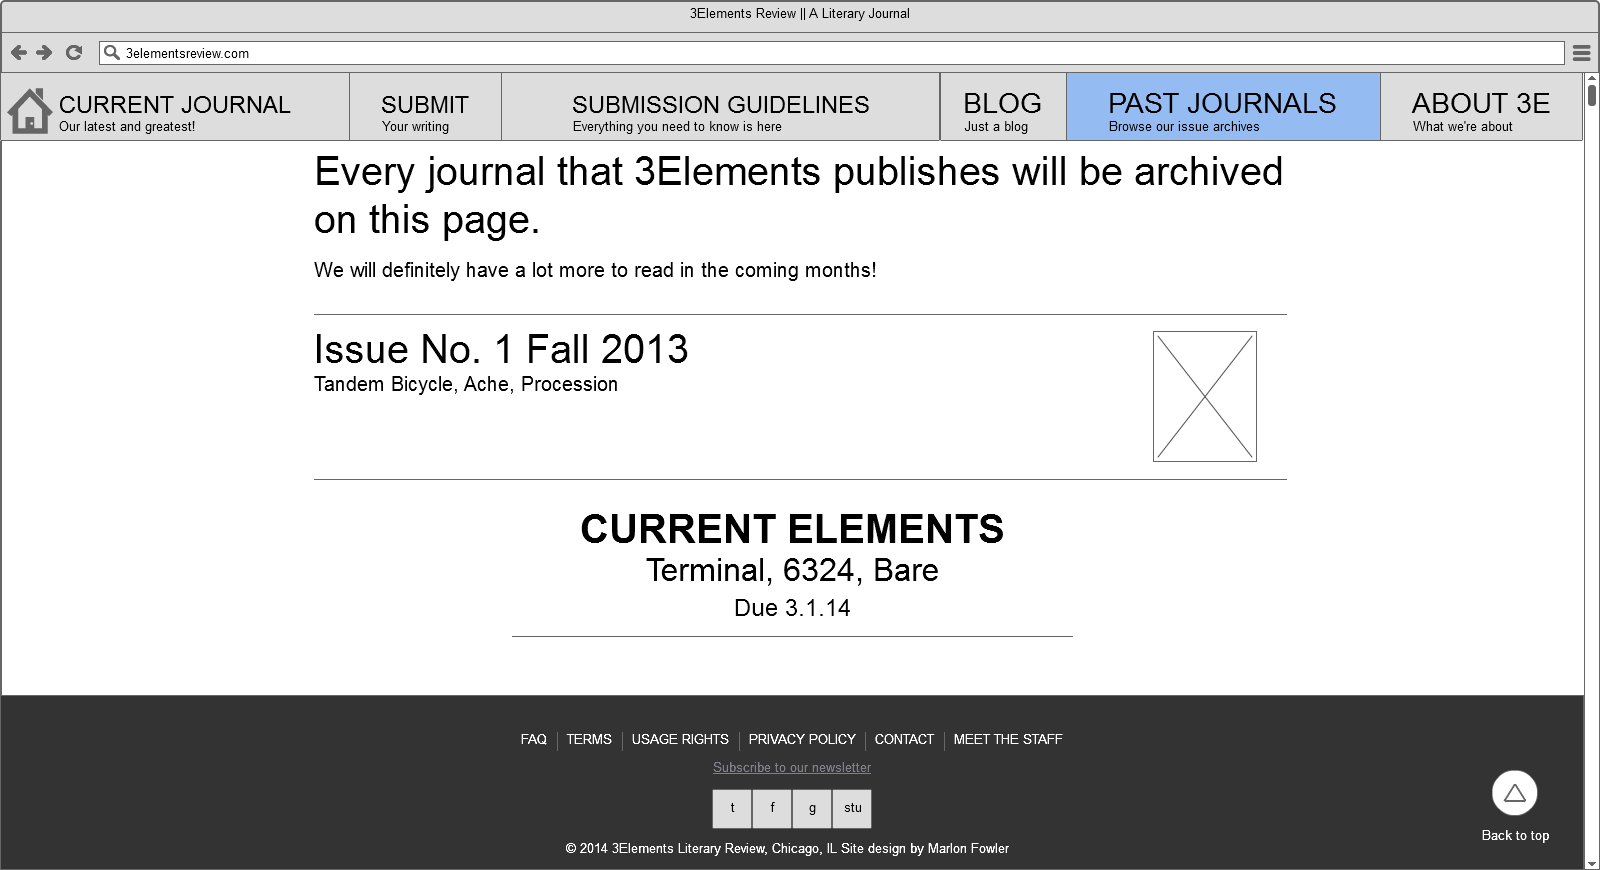 3Elements Review || A Literary Journal
3elementsreview.com
CURRENT JOURNAL
Our latest and greatest!
SUBMIT
Your writing
SUBMISSION GUIDELINES
Everything you need to know is here
BLOG
Just a blog
PAST JOURNALS
Browse our issue archives
ABOUT 3E
What we're about
Every journal that 3Elements publishes will be archived
on this page.
We will definitely have a lot more to read in the coming months!
Issue No. 1 Fall 2013
Tandem Bicycle, Ache, Procession
CURRENT ELEMENTS
Terminal, 6324, Bare
Due 3.1.14
FAQ
TERMS
USAGE RIGHTS
PRIVACY POLICY
CONTACT
MEET THE STAFF
Subscribe to our newsletter
t
f
g
stu
© 2014 3Elements Literary Review, Chicago, IL Site design by Marlon Fowler
Back to top